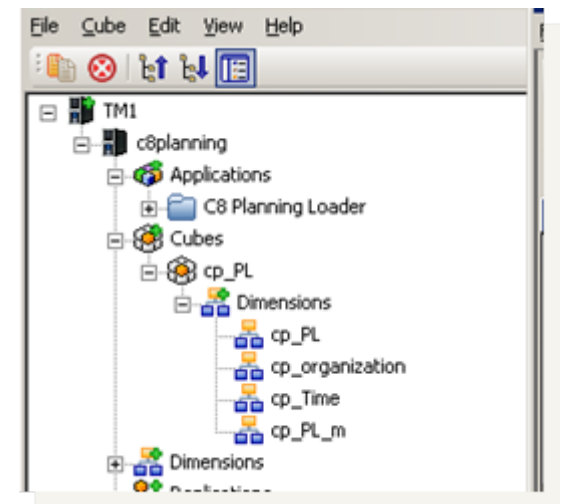 File Cube Edit View Help
TM1
c8planning
Applications
C8 Planning Loader
Cubes
cp_PL
Dimensions
cp_PL
cp_organization
cp_Time
cp_PL_m
Dimensions